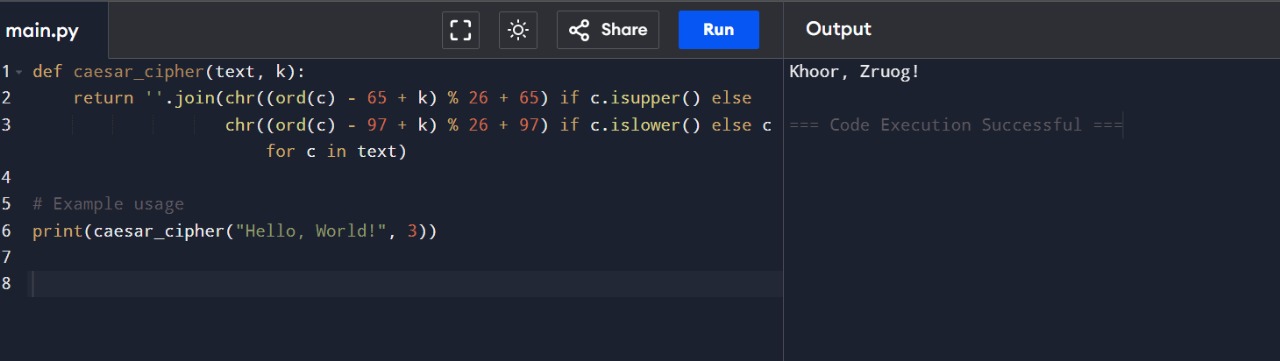 main.py
Share
Run
Output
1 def caesar_cipher(text, k):
2     return ''.join(chr((ord(c) - 65 + k) % 26 + 65) if c.isupper() else
3                    chr((ord(c) - 97 + k) % 26 + 97) if c.islower() else c
                       for c in text)
4
5 # Example usage
6 print(caesar_cipher("Hello, World!", 3))
7
8
Khoor, Zruog!
=== Code Execution Successful ===